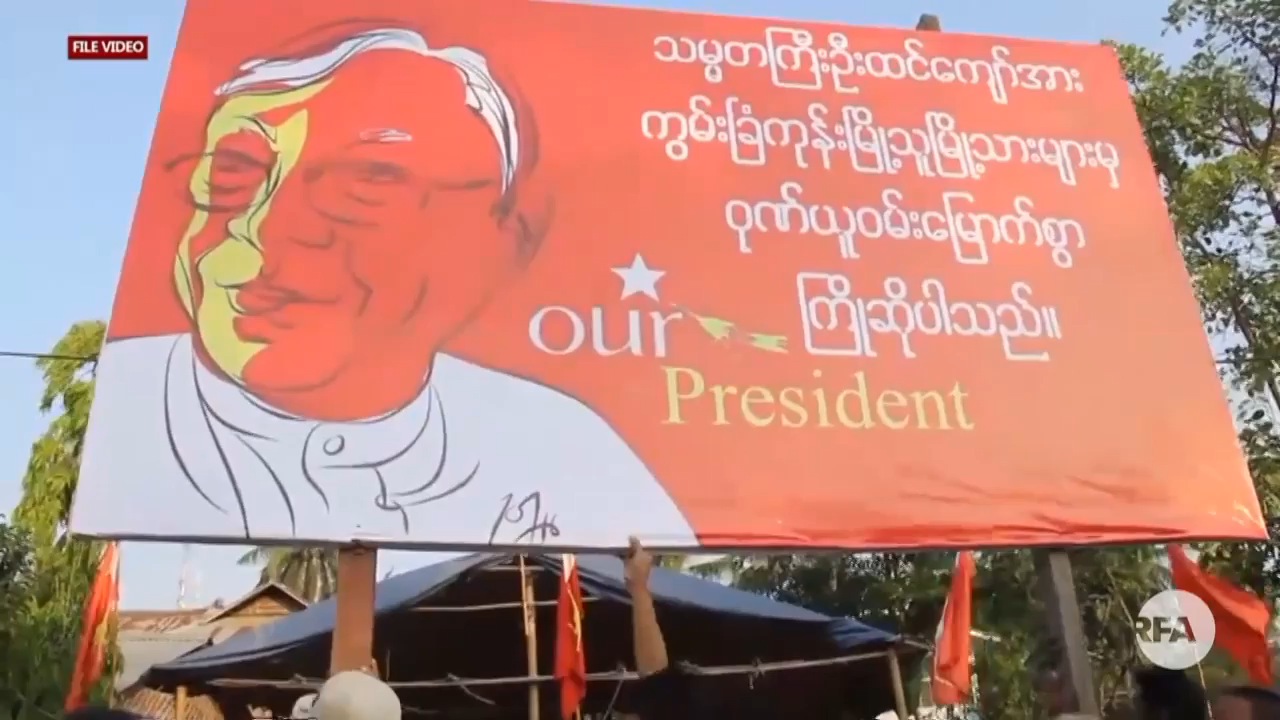 FILE VIDEO
သမ္မတကြီးဦးထင်ကျော်အား
ကွမ်းခြံကုန်းမြို့သူမြို့သားများမှ
ဝုဏ်ယူဝမ်းမြောက်စွာ
ကြိုဆိုပါသည်။
our
President
RFA